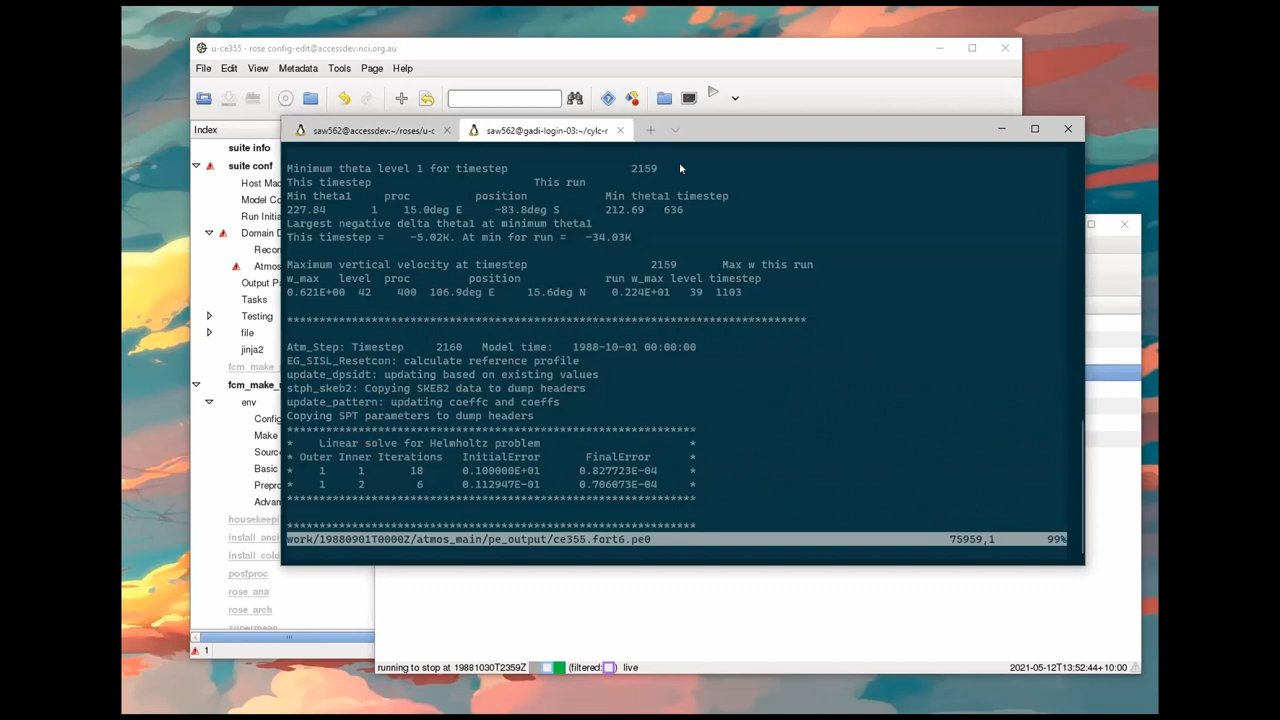 u-ce355 - rose config-edit@accessdev.nci.org.au
File Edit View Metadata Tools Page Help
Index
suite info
suite conf
Host Mac
Model Co
Run Initia
Domain D
Recor
Atmos
Output P
Tasks
Testing
file
jinja2
fcm_make_
fcm_make_
env
Config
Make
Source
Basic
Prepro
Advan
housekeepi
install_anci
install_cold
postproc
rose_ana
rose_arch
supermean
1
saw562@accessdev:~/roses/u-c
saw562@gadi-login-03:~/cylc-r
Minimum theta level 1 for timestep 2159
This timestep This run
Min theta1 proc position Min theta1 timestep
227.84 1 15.0deg E -83.8deg S 212.69 636
Largest negative delta theta1 at minimum theta1
This timestep = -5.02K. At min for run = -34.03K
Maximum vertical velocity at timestep 2159 Max w this run
w_max level proc position run w_max level timestep
0.621E+00 42 400 106.9deg E 15.6deg N 0.224E+01 39 1103
*********************************************************************************
Atm_Step: Timestep 2160 Model time: 1988-10-01 00:00:00
EG_SISL_Resetcon: calculate reference profile
update_dpsidt: updating based on existing values
stph_skeb2: Copying SKEB2 data to dump headers
update_pattern: updating coeffc and coeffs
Copying SPT parameters to dump headers
****************************************************************
* Linear solve for Helmholtz problem *
* Outer Inner Iterations InitialError FinalError *
* 1 1 18 0.100000E+01 0.827723E-04 *
* 1 2 6 0.112947E-01 0.706073E-04 *
****************************************************************
****************************************************************
work/19880901T0000Z/atmos_main/pe_output/ce355.fort6.pe0 75959,1 99%
running to stop at 19881030T2359Z (filtered: ) live 2021-05-12T13:52:44+10:00